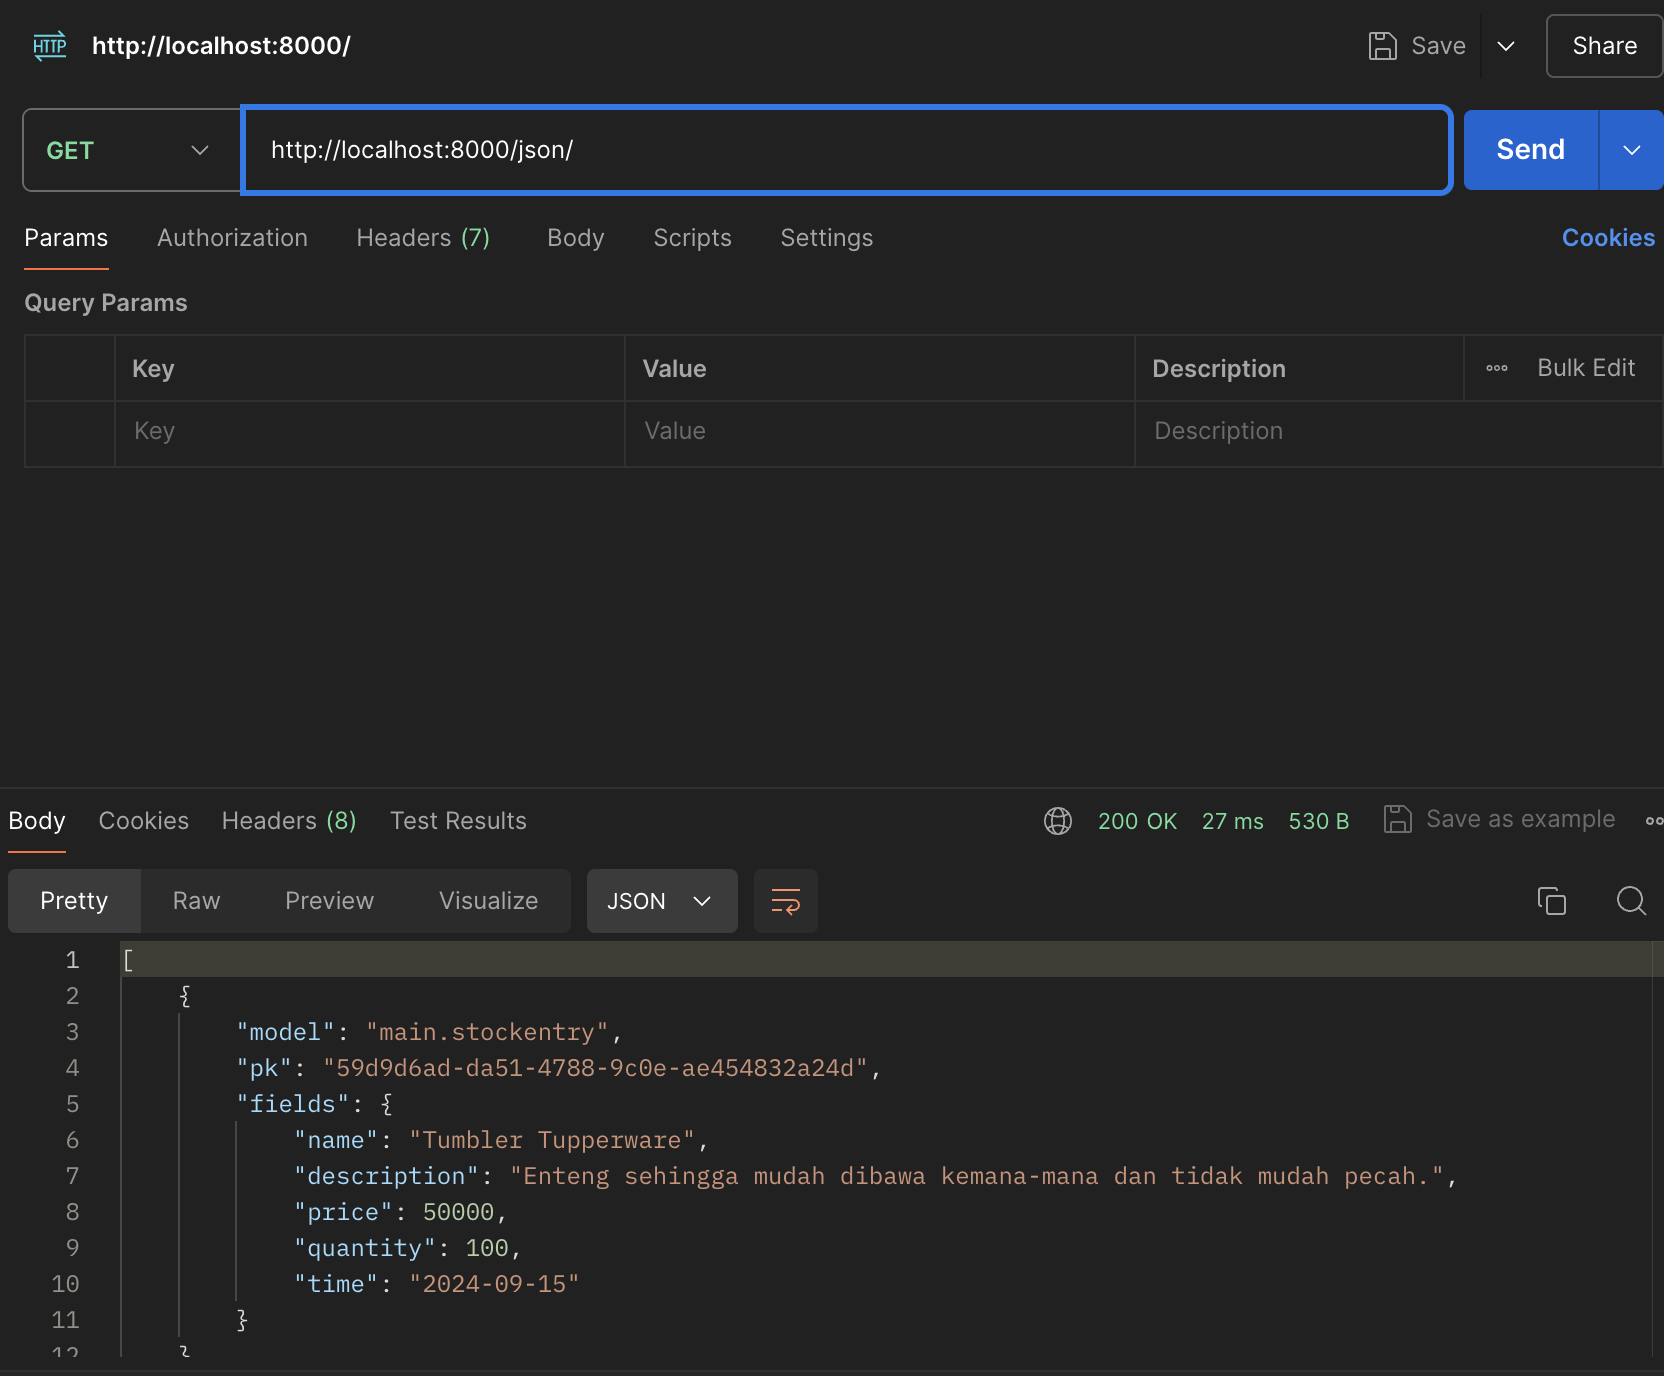 HTTP http://localhost:8000/ Save Share
GET http://localhost:8000/json/ Send
Params Authorization Headers (7) Body Scripts Settings Cookies
Query Params
Key Value Description Bulk Edit
Key Value Description
Body Cookies Headers (8) Test Results 200 OK 27 ms 530 B Save as example
Pretty Raw Preview Visualize JSON
1 [
2 {
3 "model": "main.stockentry",
4 "pk": "59d9d6ad-da51-4788-9c0e-ae454832a24d",
5 "fields": {
6 "name": "Tumbler Tupperware",
7 "description": "Enteng sehingga mudah dibawa kemana-mana dan tidak mudah pecah.",
8 "price": 50000,
9 "quantity": 100,
10 "time": "2024-09-15"
11 }
12 }